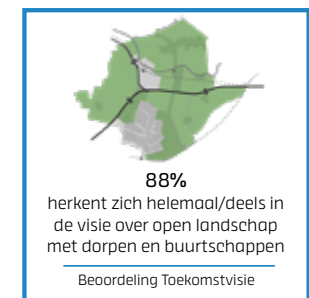 88%
herkent zich helemaal/deels in
de visie over open landschap
met dorpen en buurtschappen
Beoordeling Toekomstvisie